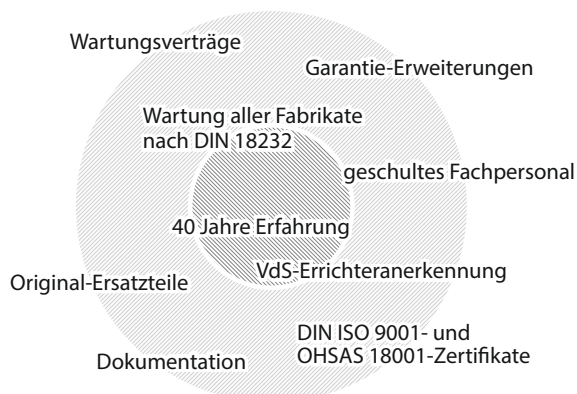 Wartungsverträge
Garantie-Erweiterungen
Wartung aller Fabrikate
nach DIN 18232
geschultes Fachpersonal
40 Jahre Erfahrung
VdS-Errichteranerkennung
Original-Ersatzteile
DIN ISO 9001- und
OHSAS 18001-Zertifikate
Dokumentation